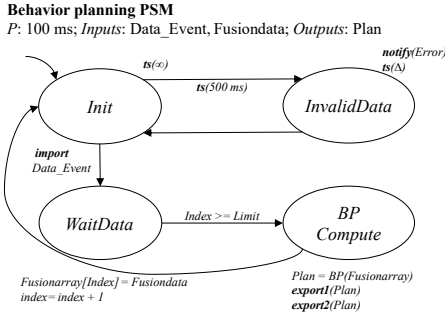 Behavior planning PSM
P: 100 ms; Inputs: Data_Event, Fusiondata; Outputs: Plan
notify(Error)
ts(Δ)
ts(∞)
ts(500 ms)
Init
InvalidData
import
Data_Event
WaitData
Index >= Limit
BP
Compute
Fusionarray[Index] = Fusiondata
index= index + 1
Plan = BP(Fusionarray)
export1(Plan)
export2(Plan)